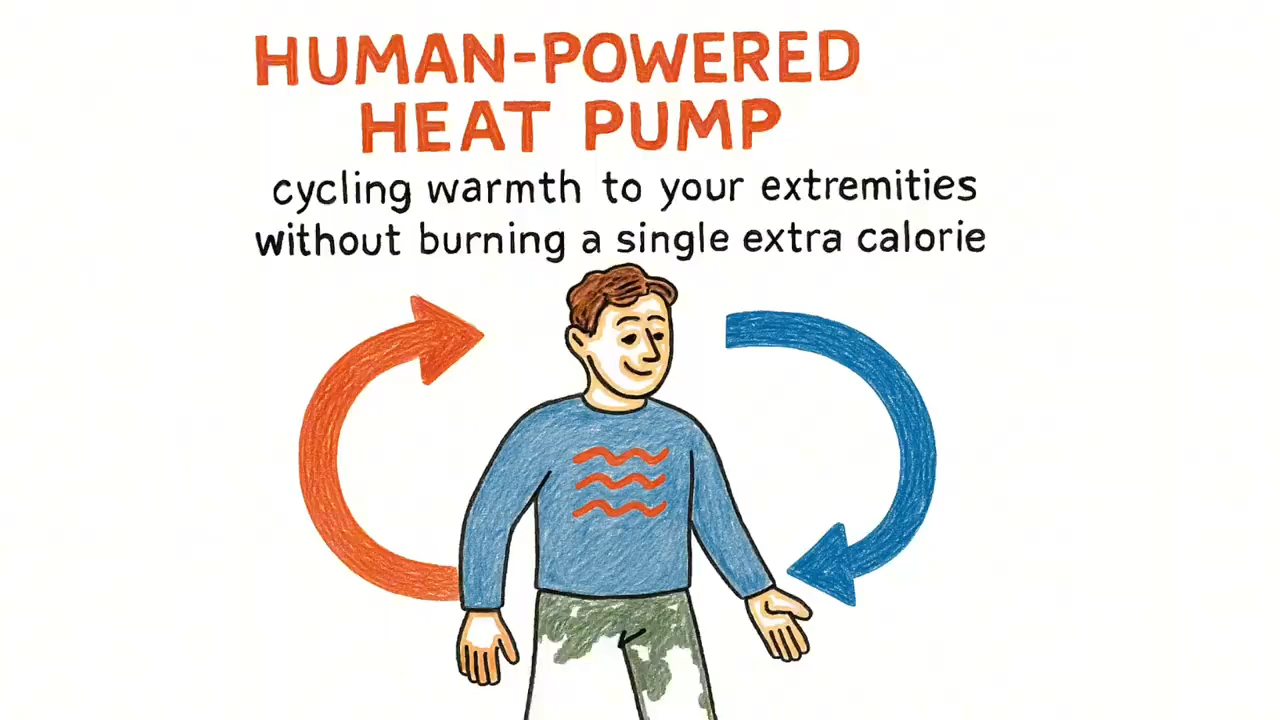 HUMAN-POWERED
HEAT PUMP
cycling warmth to your extremities
without burning a single extra calorie